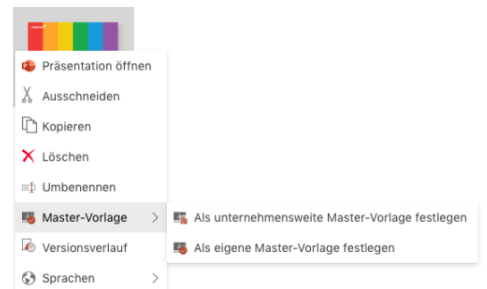 Präsentation öffnen
Ausschneiden
Kopieren
Löschen
Umbenennen
Master-Vorlage
Als unternehmensweite Master-Vorlage festlegen
Versionsverlauf
Als eigene Master-Vorlage festlegen
Sprachen